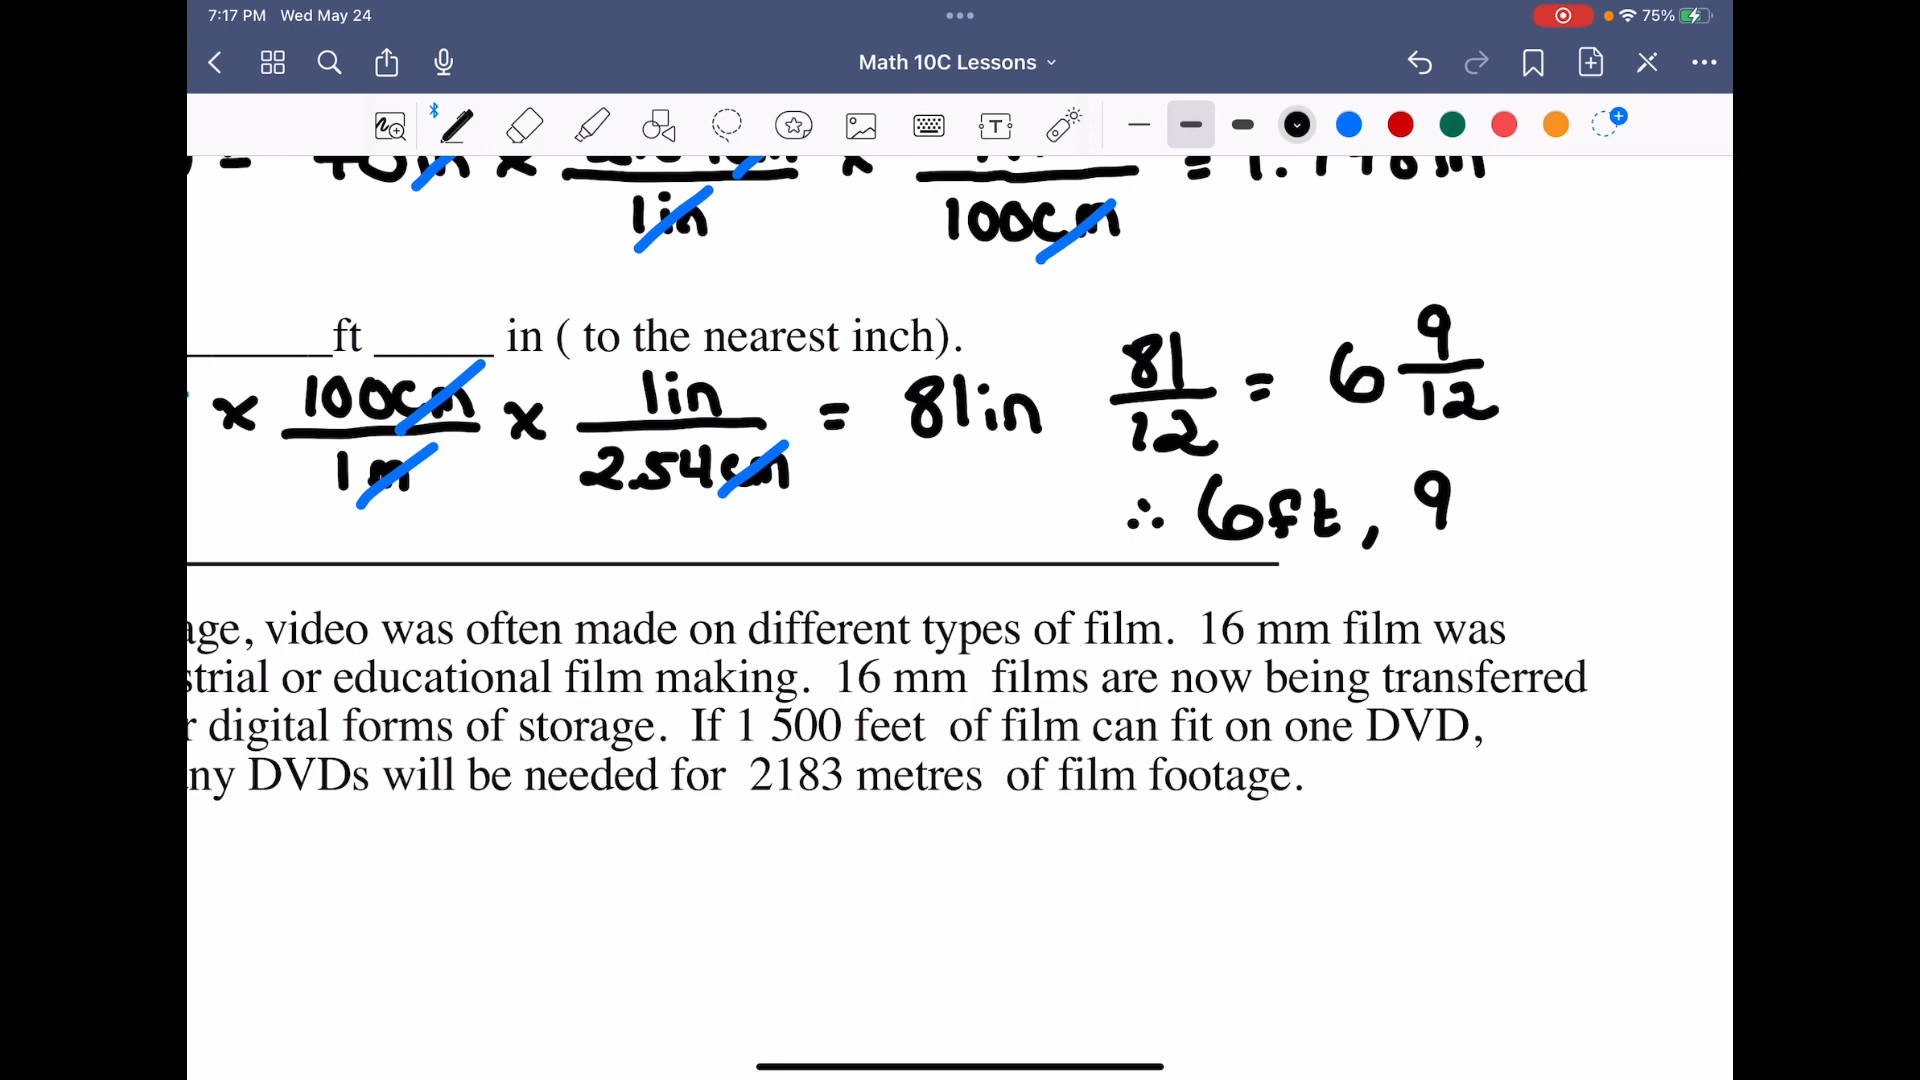 7:17 PM Wed May 24
75%
Math 10C Lessons
1in
100cm
ft in ( to the nearest inch).
x 100cm x 1in = 81in 81 = 6 9
1m 2.54cm 12 12
∴ 6ft, 9
age, video was often made on different types of film. 16 mm film was
strial or educational film making. 16 mm films are now being transferred
r digital forms of storage. If 1 500 feet of film can fit on one DVD,
ny DVDs will be needed for 2183 metres of film footage.